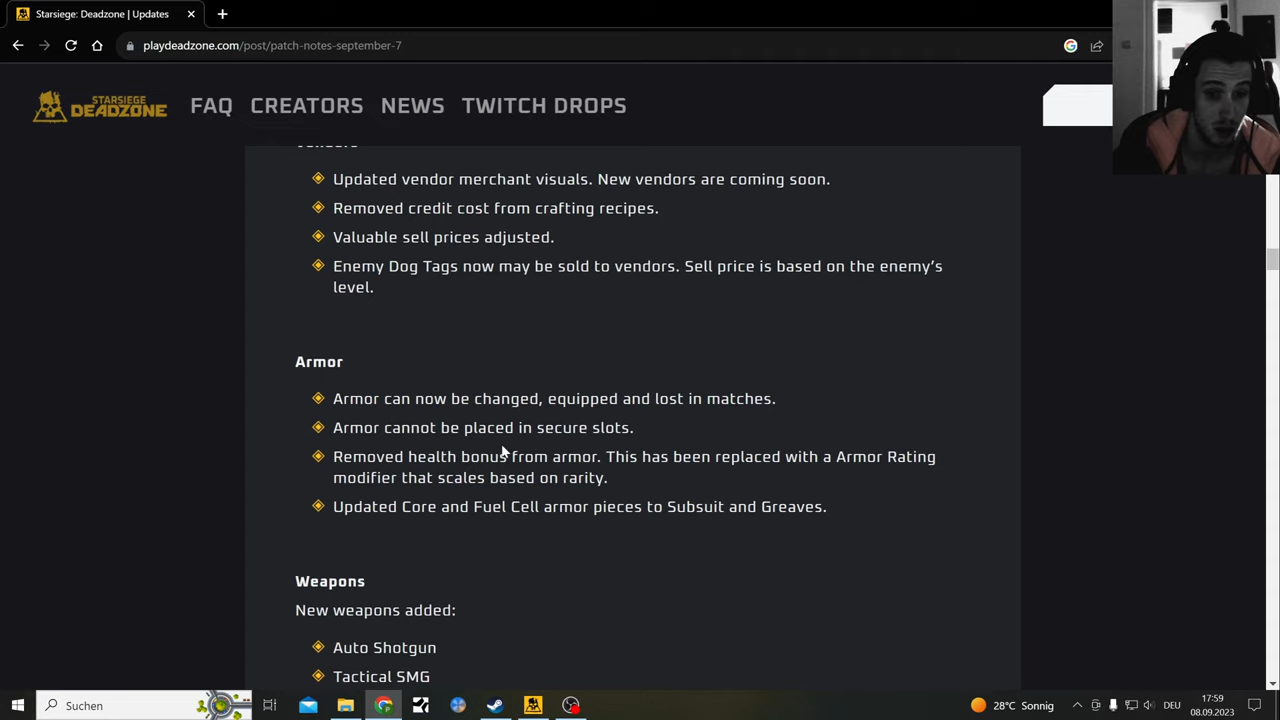 Starsiege: Deadzone | Updates
playdeadzone.com/post/patch-notes-september-7
STARSIEGE
DEADZONE
FAQ CREATORS NEWS TWITCH DROPS
Vendors
Updated vendor merchant visuals. New vendors are coming soon.
Removed credit cost from crafting recipes.
Valuable sell prices adjusted.
Enemy Dog Tags now may be sold to vendors. Sell price is based on the enemy's
level.
Armor
Armor can now be changed, equipped and lost in matches.
Armor cannot be placed in secure slots.
Removed health bonus from armor. This has been replaced with a Armor Rating
modifier that scales based on rarity.
Updated Core and Fuel Cell armor pieces to Subsuit and Greaves.
Weapons
New weapons added:
Auto Shotgun
Tactical SMG
Suchen
28°C Sonnig
DEU
17:59
08.09.2023